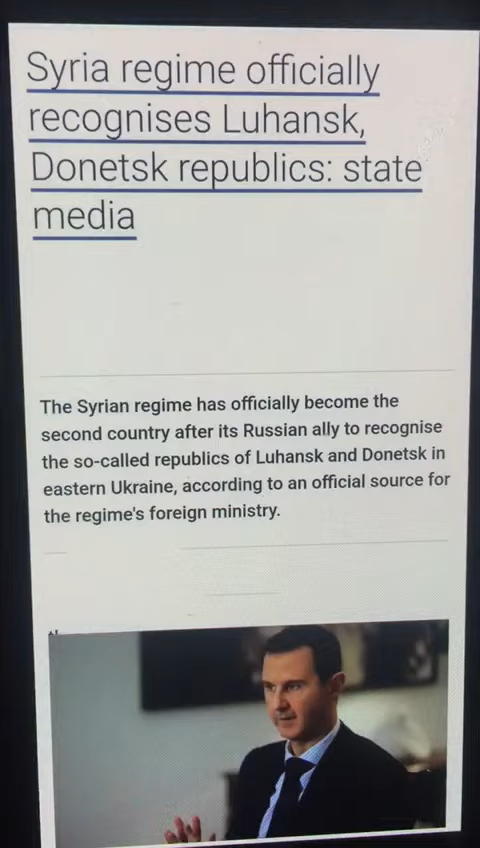 Syria regime officially
recognises Luhansk,
Donetsk republics: state
media
The Syrian regime has officially become the
second country after its Russian ally to recognise
the so-called republics of Luhansk and Donetsk in
eastern Ukraine, according to an official source for
the regime's foreign ministry.